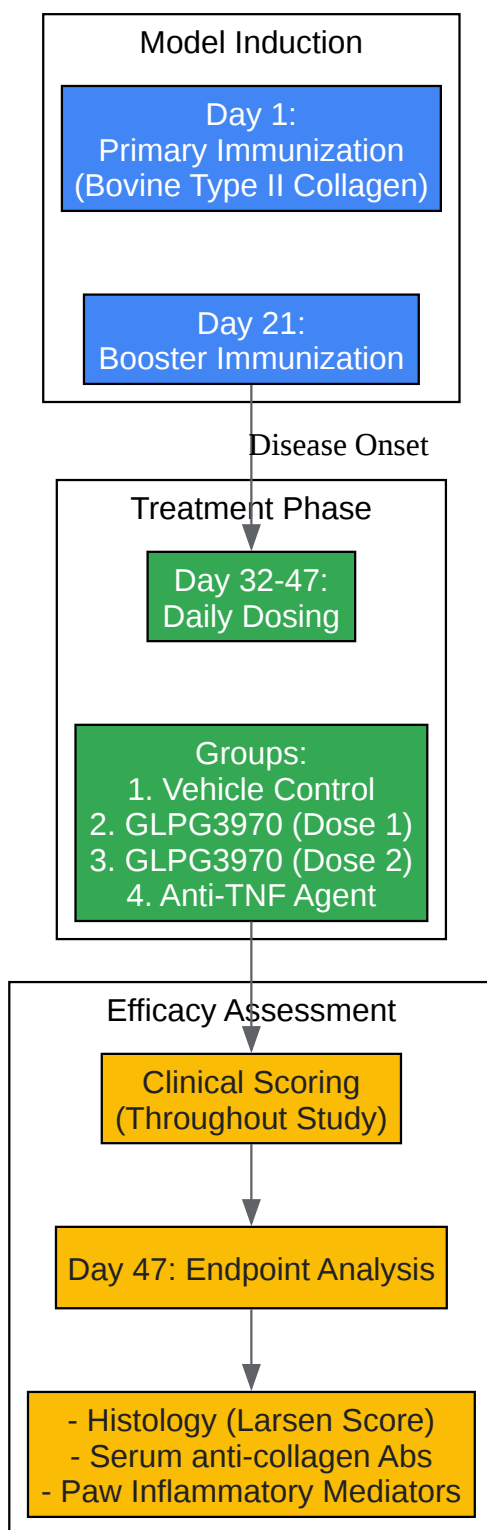 Model Induction
Day 1:
Primary Immunization
(Bovine Type II Collagen)
Day 21:
Booster Immunization
Disease Onset
Treatment Phase
Day 32-47:
Daily Dosing
Groups:
1. Vehicle Control
2. GLPG3970 (Dose 1)
3. GLPG3970 (Dose 2)
4. Anti-TNF Agent
Efficacy Assessment
Clinical Scoring
(Throughout Study)
Day 47: Endpoint Analysis
- Histology (Larsen Score)
- Serum anti-collagen Abs
- Paw Inflammatory Mediators